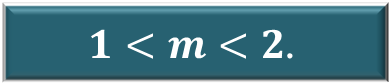 1 < m < 2.